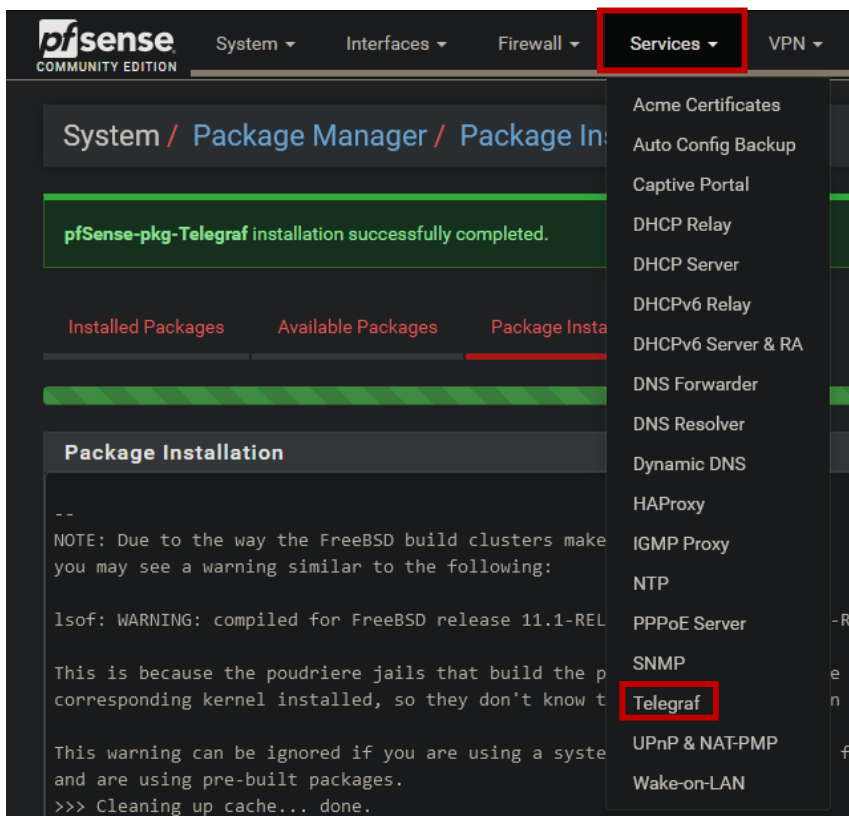 pfsense
COMMUNITY EDITION
System Interfaces Firewall Services VPN
System / Package Manager / Package In
pfSense-pkg-Telegraf installation successfully completed.
Installed Packages Available Packages Package Insta
Package Installation
--
NOTE: Due to the way the FreeBSD build clusters make
you may see a warning similar to the following:
lsof: WARNING: compiled for FreeBSD release 11.1-REL
-R
This is because the poudriere jails that build the p
e
corresponding kernel installed, so they don't know t
n
This warning can be ignored if you are using a syste
f
and are using pre-built packages.
>>> Cleaning up cache... done.
Acme Certificates
Auto Config Backup
Captive Portal
DHCP Relay
DHCP Server
DHCPv6 Relay
DHCPv6 Server & RA
DNS Forwarder
DNS Resolver
Dynamic DNS
HAProxy
IGMP Proxy
NTP
PPPoE Server
SNMP
Telegraf
UPnP & NAT-PMP
Wake-on-LAN